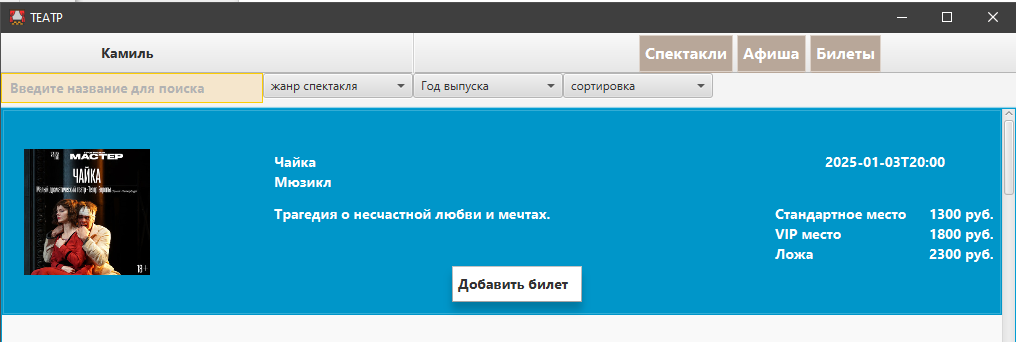 ТЕАТР
Камиль
Спектакли
Афиша
Билеты
Введите название для поиска
жанр спектакля
Год выпуска
сортировка
МАСТЕР
ЧАЙКА
18+
Чайка
2025-01-03T20:00
Мюзикл
Трагедия о несчастной любви и мечтах.
Стандартное место 1300 руб.
VIP место 1800 руб.
Ложа 2300 руб.
Добавить билет